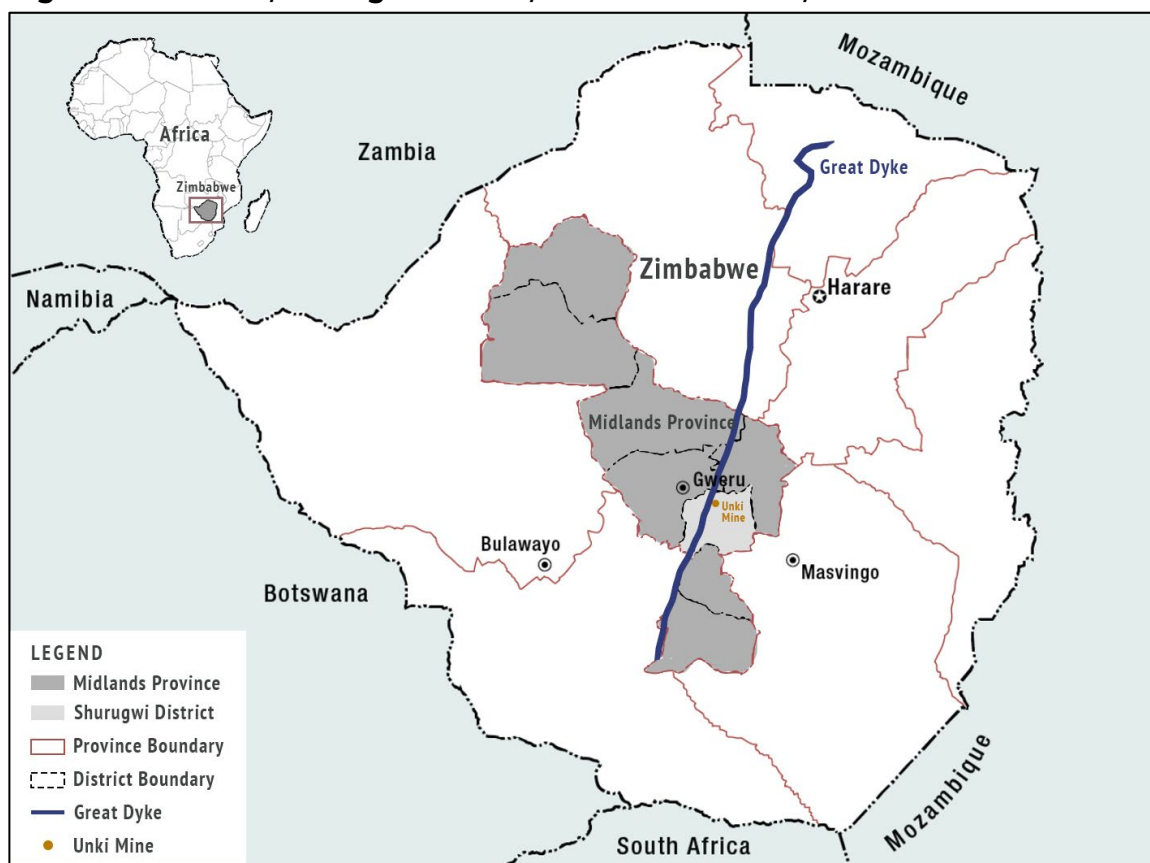 Mozambique
Africa
Zambia
Zimbabwe
Great Dyke
Zimbabwe
Namibia
Harare
Midlands Province
Gweru
Unki
Mine
Bulawayo
Masvingo
Botswana
LEGEND
Midlands Province
Shurugwi District
Province Boundary
District Boundary
Great Dyke
Unki Mine
Mozambique
South Africa